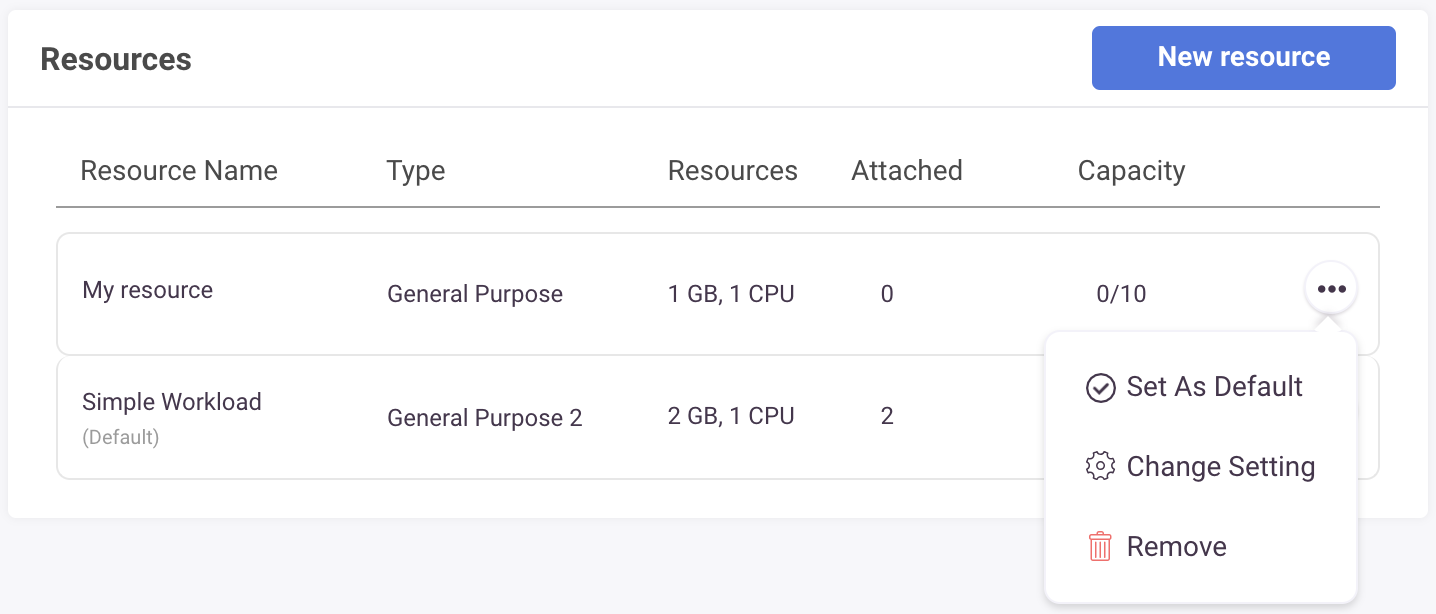 Resources
New resource
Resource Name Type Resources Attached Capacity
My resource General Purpose 1 GB, 1 CPU 0 0/10
Simple Workload General Purpose 2 2 GB, 1 CPU 2
(Default)
Set As Default
Change Setting
Remove